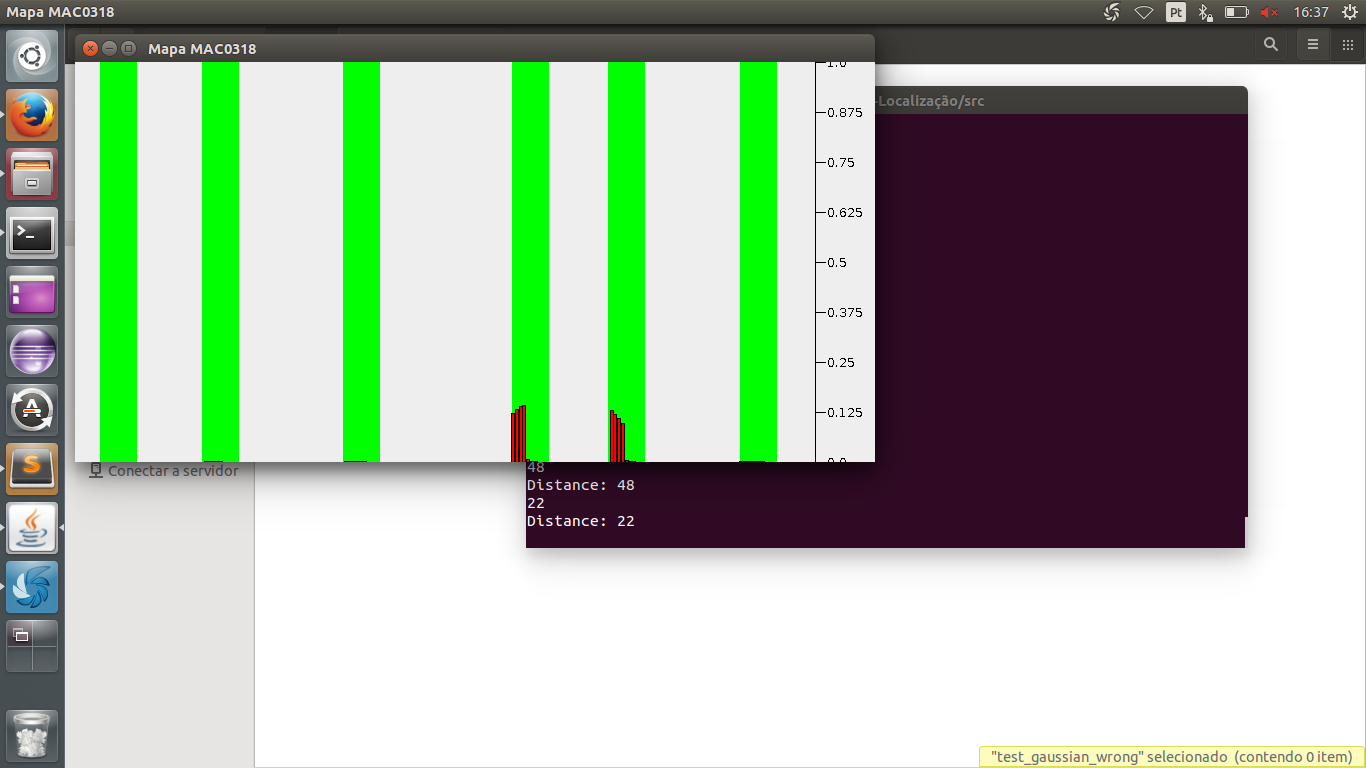 Mapa MAC0318
Pt
16:37
Mapa MAC0318
-Localização/src
1.0
0.875
0.75
0.625
0.5
0.375
0.25
0.125
0.0
Conectar a servidor
48
Distance: 48
22
Distance: 22
"test_gaussian_wrong" selecionado (contendo 0 item)